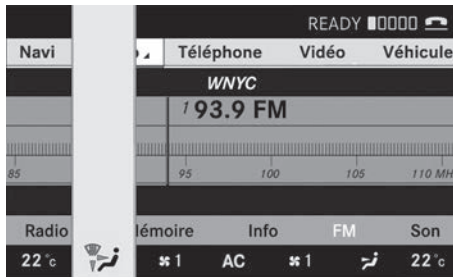 READY
Navi Téléphone Vidéo Véhicule
WNYC
1 93.9 FM
85 95 100 105 110 MH
Radio Info FM Son
22 °c 1 AC 1 22 °c